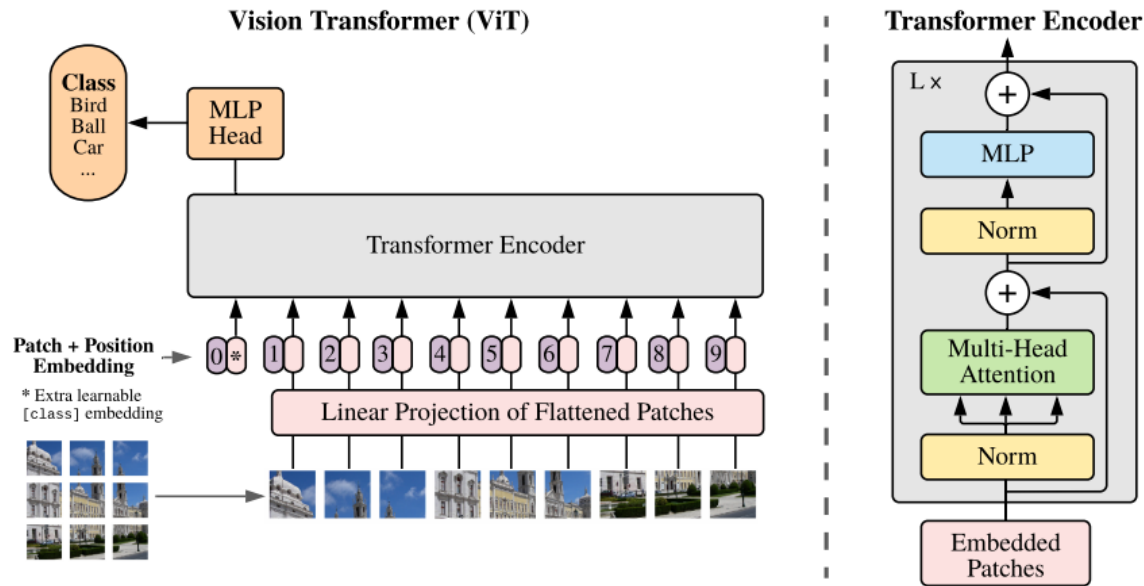 Vision Transformer (ViT)
Class
Bird
Ball
Car
...
MLP
Head
Transformer Encoder
Patch + Position
Embedding
0 * 1 2 3 4 5 6 7 8 9
* Extra learnable
[class] embedding
Linear Projection of Flattened Patches
Transformer Encoder
L x
+
MLP
Norm
+
Multi-Head
Attention
Norm
Embedded
Patches